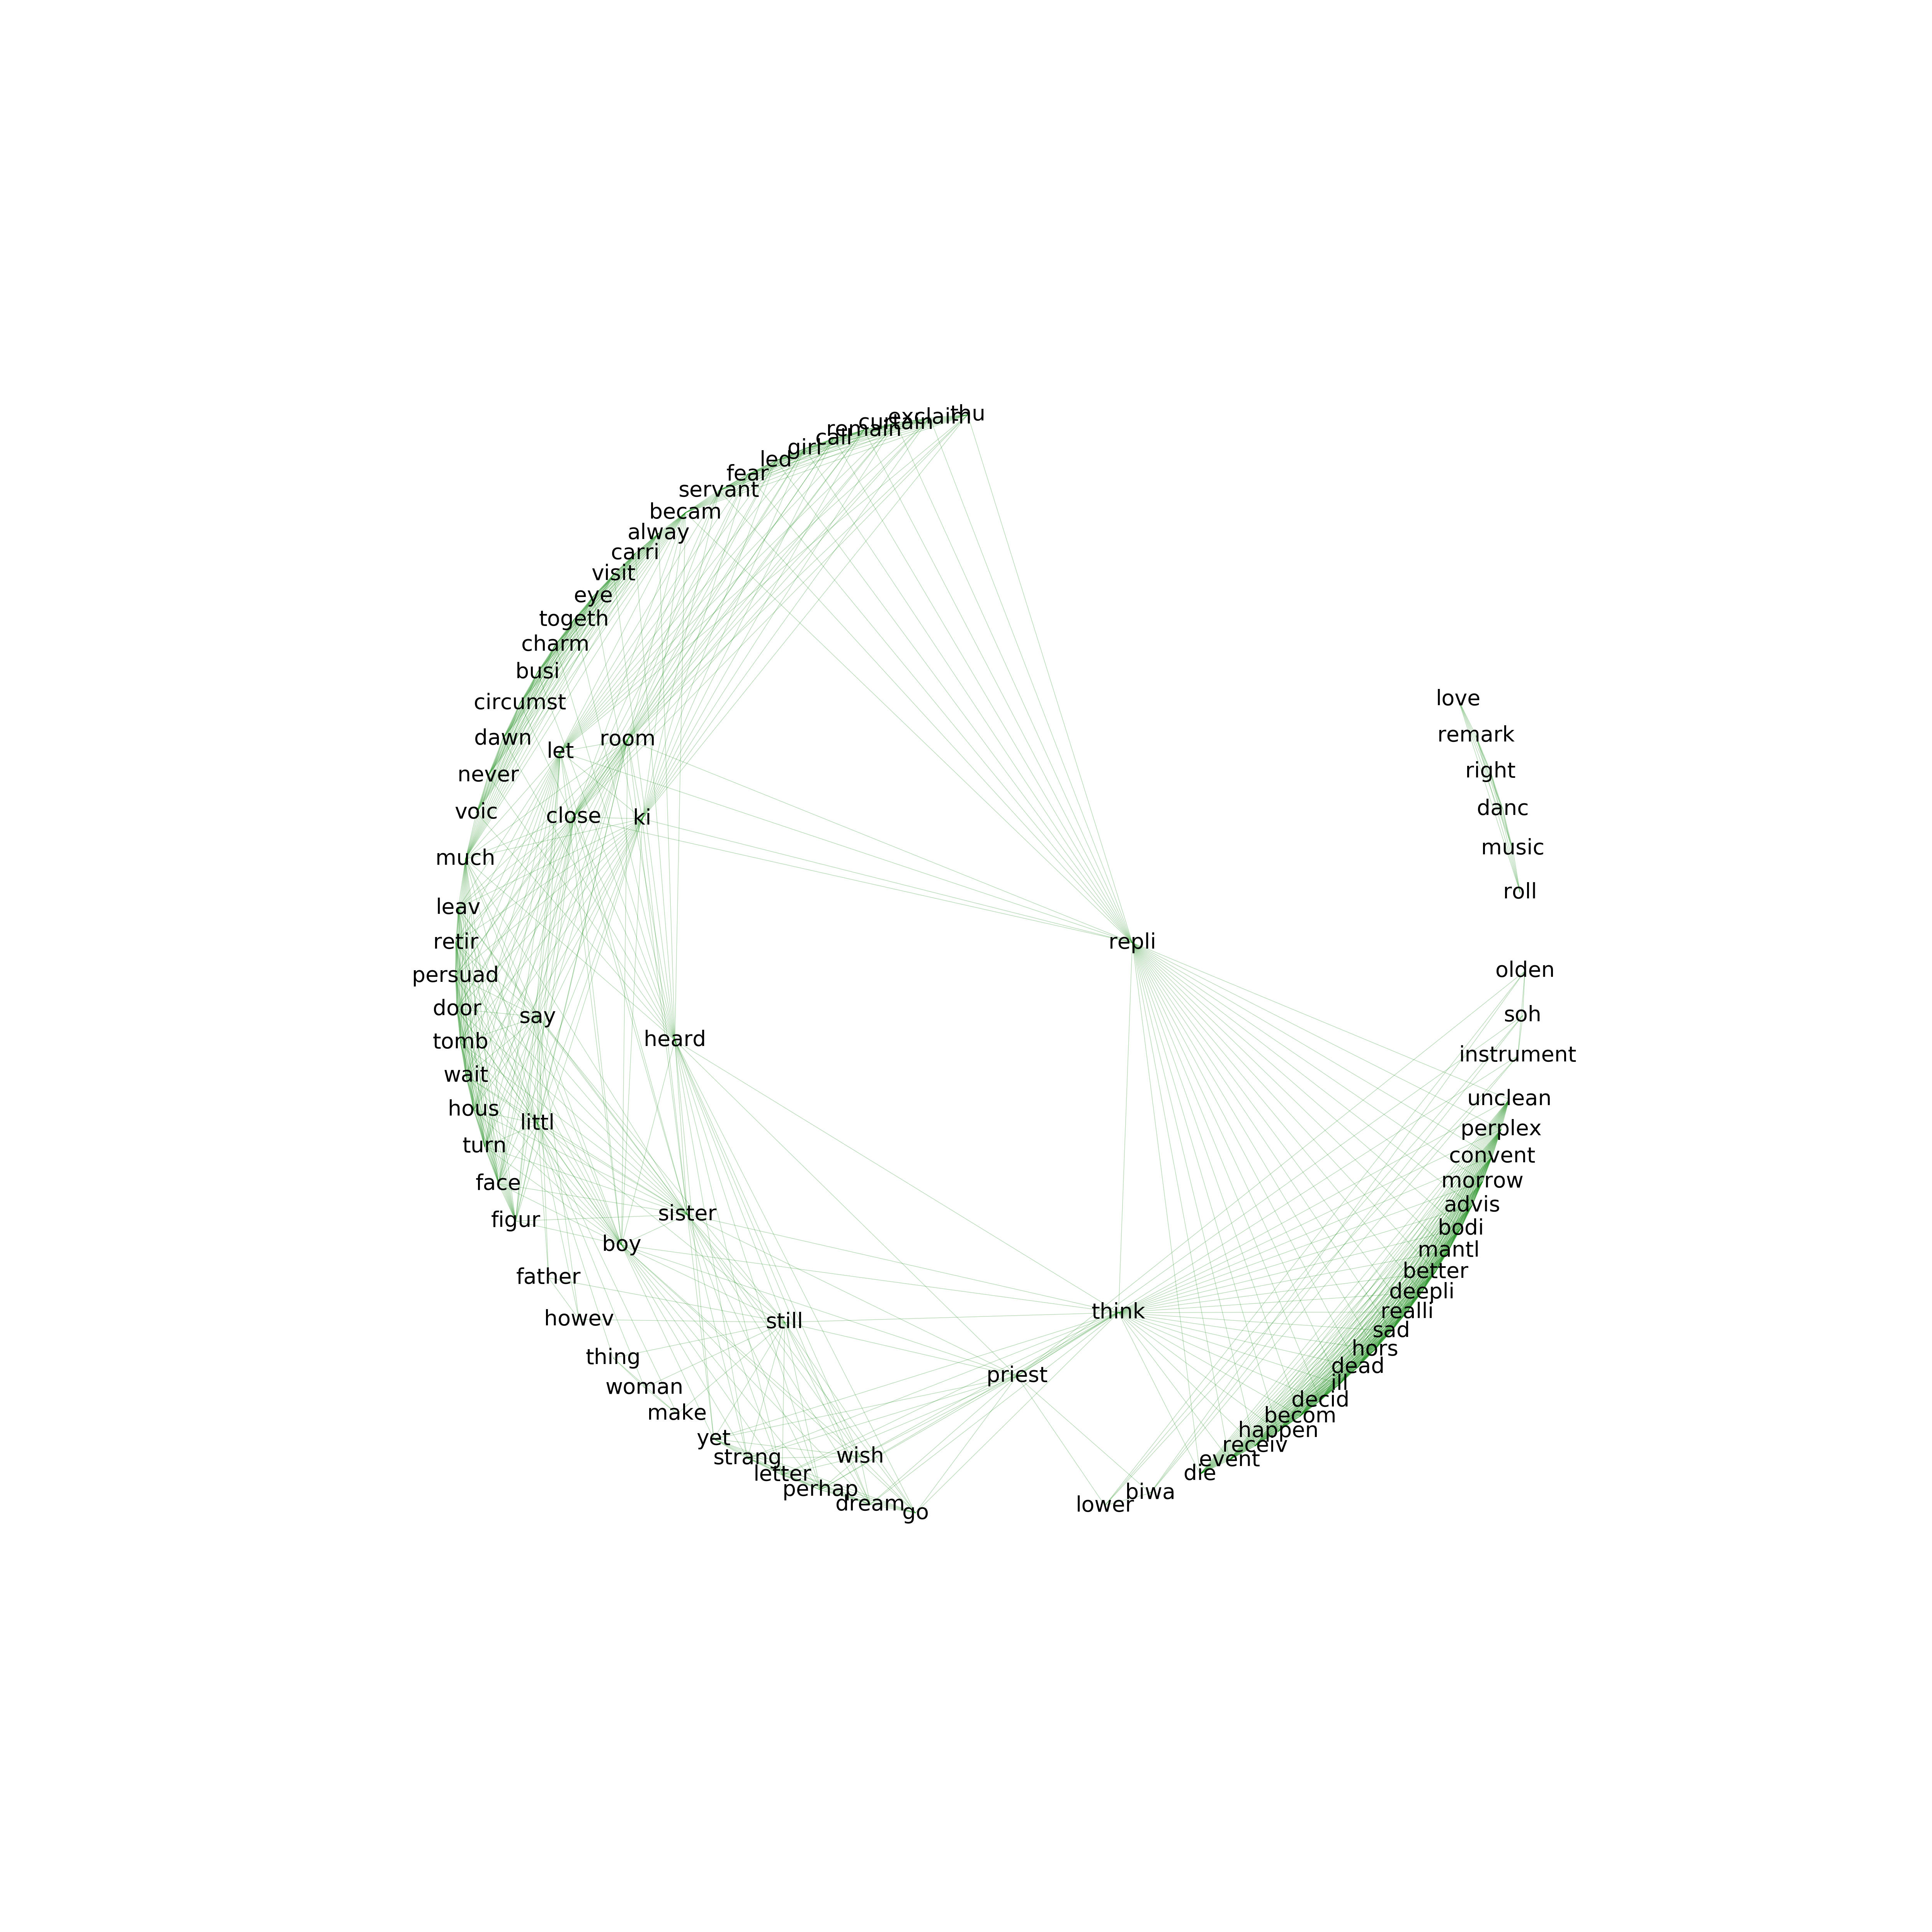 thu
exclaim
curtain
remain
call
girl
led
fear
servant
becam
alway
carri
visit
eye
togeth
charm
busi
love
circumst
remark
dawn
room
let
right
never
danc
voic
close
ki
music
much
roll
leav
retir
repli
olden
persuad
door
say
soh
heard
tomb
instrument
wait
unclean
hous
littl
perplex
turn
convent
morrow
face
advis
sister
figur
bodi
boy
mantl
better
father
deepli
think
realli
howev
still
sad
hors
thing
dead
priest
ill
woman
decid
make
becom
happen
yet
receiv
wish
strang
event
letter
die
perhap
biwa
dream
lower
go